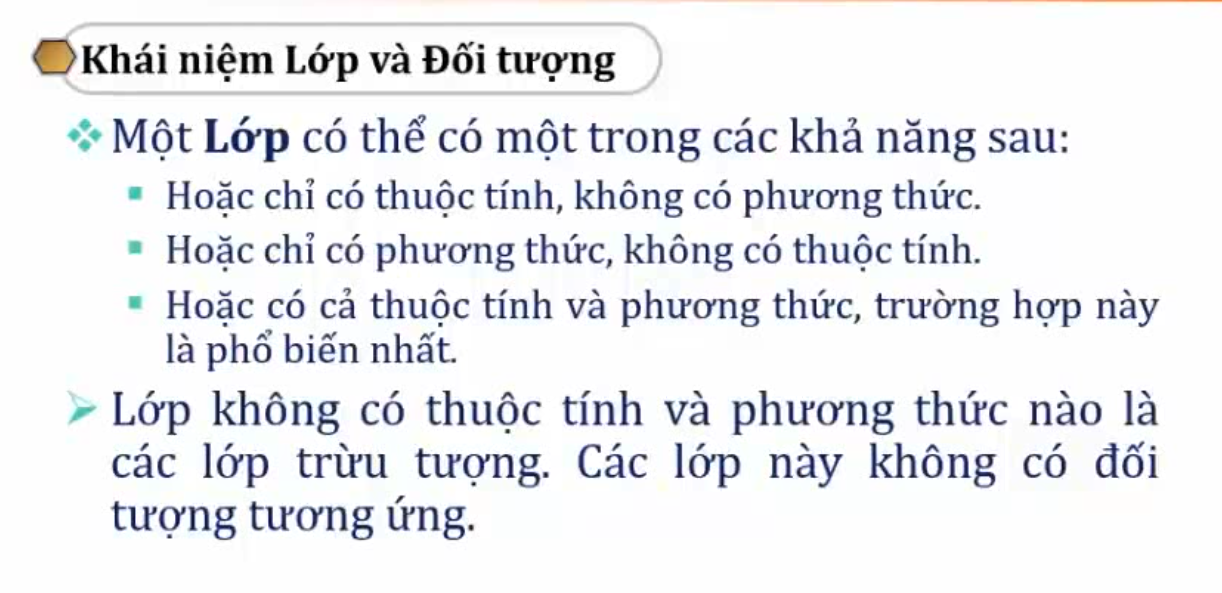 Khái niệm Lớp và Đối tượng
Một Lớp có thể có một trong các khả năng sau:
Hoặc chỉ có thuộc tính, không có phương thức.
Hoặc chỉ có phương thức, không có thuộc tính.
Hoặc có cả thuộc tính và phương thức, trường hợp này
là phổ biến nhất.
Lớp không có thuộc tính và phương thức nào là
các lớp trừu tượng. Các lớp này không có đối
tượng tương ứng.